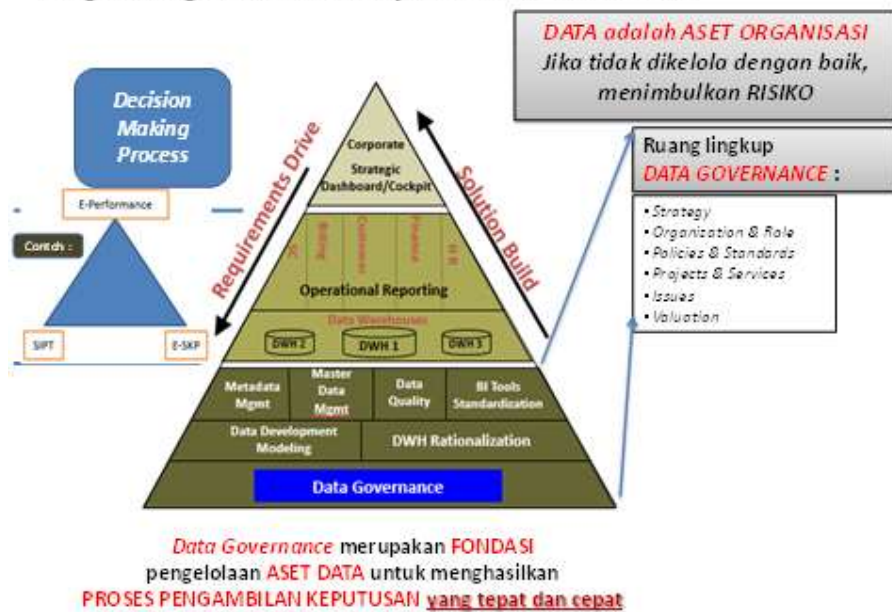 DATA adalah ASET ORGANISASI
Jika tidak dikelola dengan baik,
menimbulkan RISIKO
Decision
Making
Process
E-Performance
Contoh :
SIPT
E-SKP
Requirements Drive
Solution Build
Corporate
Strategic
Dashboard/Cockpit
SC
Billing
Customer
Finance
H R
Operational Reporting
Data Warehouses
DWH 2
DWH 1
DWH 3
Metadata
Mgmt
Master
Data
Mgmt
Data
Quality
BI Tools
Standardization
Data Development
Modeling
DWH Rationalization
Data Governance
Ruang lingkup
DATA GOVERNANCE :
• Strategy
• Organization & Role
• Policies & Standards
• Projects & Services
• Issues
• Valuation
Data Governance merupakan FONDASI
pengelolaan ASET DATA untuk menghasilkan
PROSES PENGAMBILAN KEPUTUSAN yang tepat dan cepat